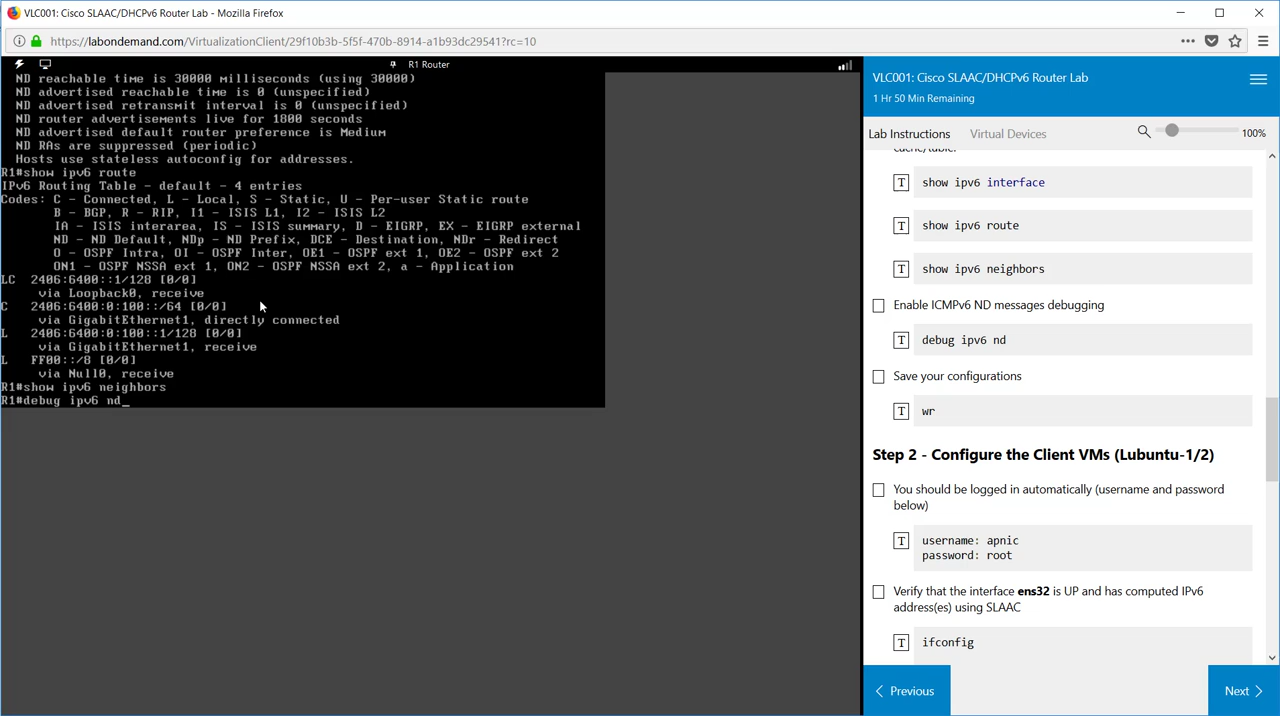 VLC001: Cisco SLAAC/DHCPv6 Router Lab - Mozilla Firefox
https://labondemand.com/VirtualizationClient/29f10b3b-5f5f-470b-8914-a1b93dc29541?rc=10
R1 Router
ND reachable time is 30000 milliseconds (using 30000)
ND advertised reachable time is 0 (unspecified)
ND advertised retransmit interval is 0 (unspecified)
ND router advertisements live for 1800 seconds
ND advertised default router preference is Medium
ND RAs are suppressed (periodic)
Hosts use stateless autoconfig for addresses.
R1#show ipv6 route
IPv6 Routing Table - default - 4 entries
Codes: C - Connected, L - Local, S - Static, U - Per-user Static route
B - BGP, R - RIP, I1 - ISIS L1, I2 - ISIS L2
IA - ISIS interarea, IS - ISIS summary, D - EIGRP, EX - EIGRP external
ND - ND Default, NDp - ND Prefix, DCE - Destination, NDr - Redirect
O - OSPF Intra, OI - OSPF Inter, OE1 - OSPF ext 1, OE2 - OSPF ext 2
ON1 - OSPF NSSA ext 1, ON2 - OSPF NSSA ext 2, a - Application
LC 2406:6400::1/128 [0/0]
via Loopback0, receive
C 2406:6400:0:100::/64 [0/0]
via GigabitEthernet1, directly connected
L 2406:6400:0:100::1/128 [0/0]
via GigabitEthernet1, receive
L FF00::/8 [0/0]
via Null0, receive
R1#show ipv6 neighbors
R1#debug ipv6 nd_
VLC001: Cisco SLAAC/DHCPv6 Router Lab
1 Hr 50 Min Remaining
Lab Instructions Virtual Devices 100%
cache/table.
T show ipv6 interface
T show ipv6 route
T show ipv6 neighbors
Enable ICMPv6 ND messages debugging
T debug ipv6 nd
Save your configurations
T wr
Step 2 - Configure the Client VMs (Lubuntu-1/2)
You should be logged in automatically (username and password
below)
T username: apnic
password: root
Verify that the interface ens32 is UP and has computed IPv6
address(es) using SLAAC
T ifconfig
Previous Next